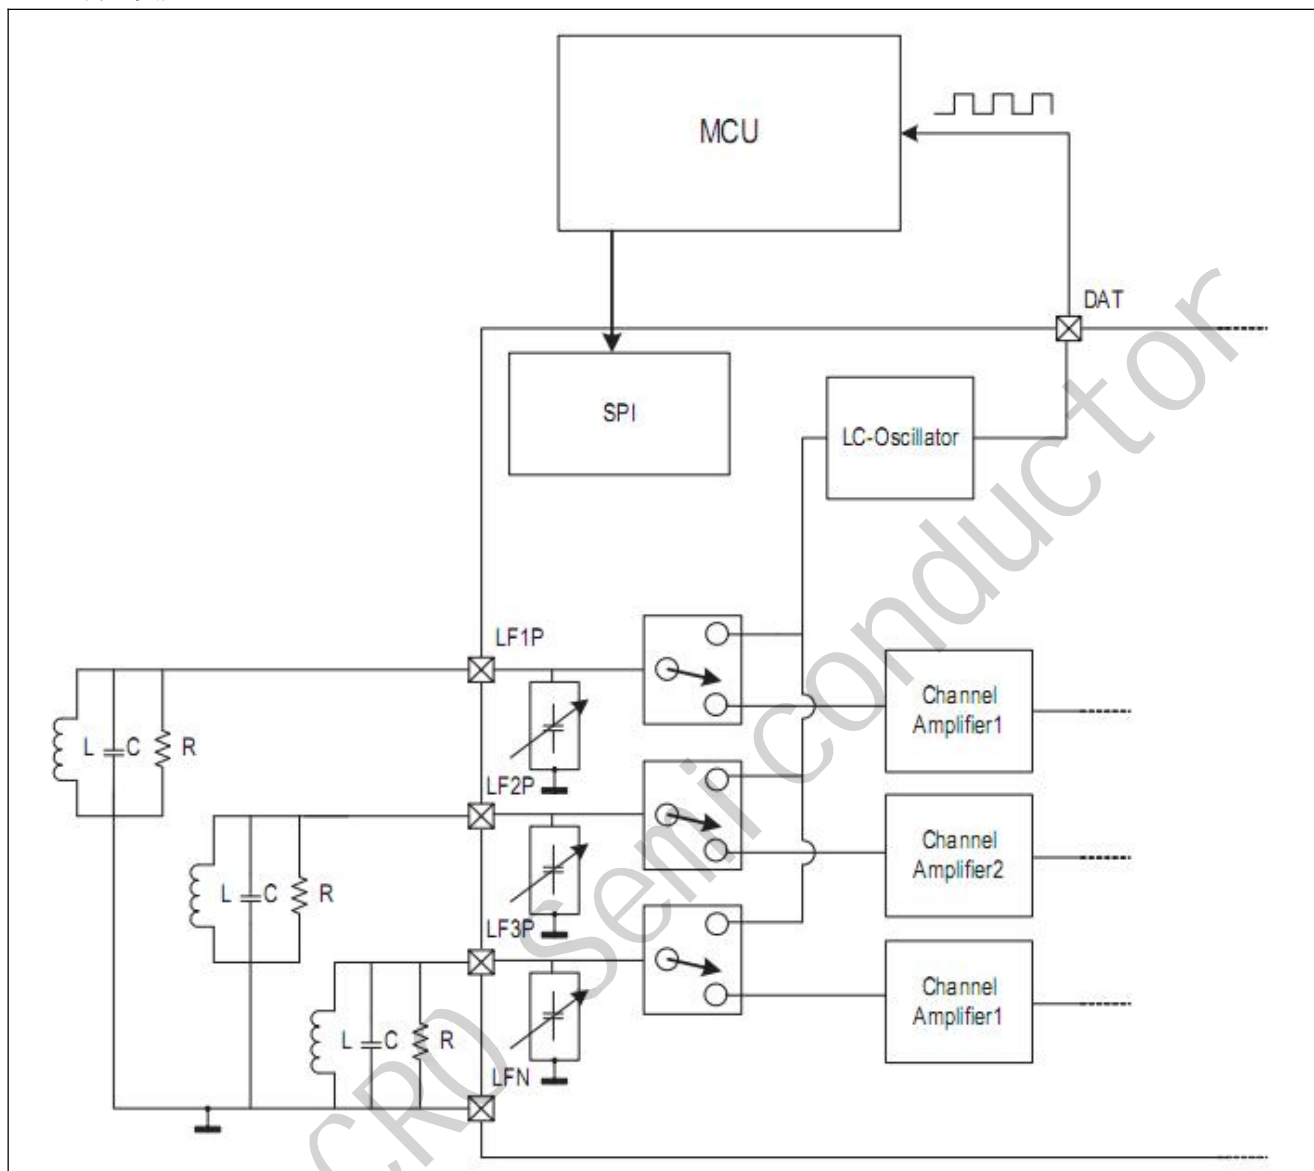 MCU
DAT
SPI
LC-Oscillator
LF1P
L C R
Channel
Amplifier1
LF2P
L C R
Channel
Amplifier2
LF3P
L C R
Channel
Amplifier1
LFN
CRO Semiconductor